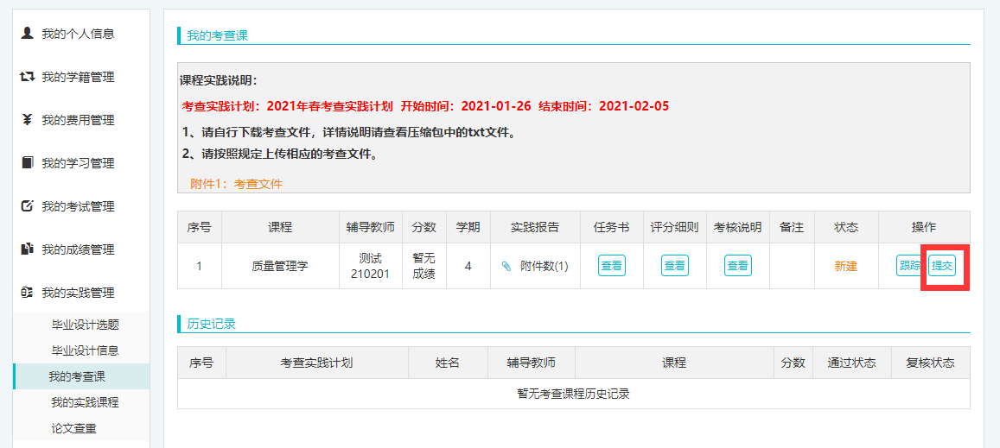 我的个人信息
我的学籍管理
我的费用管理
我的学习管理
我的考试管理
我的成绩管理
我的实践管理
毕业设计选题
毕业设计信息
我的考查课
我的实践课程
论文查重
我的考查课
课程实践说明：
考查实践计划：2021年春考查实践计划 开始时间：2021-01-26 结束时间：2021-02-05
1、请自行下载考查文件，详情说明请查看压缩包中的txt文件。
2、请按照规定上传相应的考查文件。
附件1：考查文件
序号 课程 辅导教师 分数 学期 实践报告 任务书 评分细则 考核说明 备注 状态 操作
1 质量管理学 测试210201 暂无成绩 4 附件数(1) 查看 查看 查看 新建 跟踪 提交
历史记录
序号 考查实践计划 姓名 辅导教师 课程 分数 通过状态 复核状态
暂无考查课程历史记录